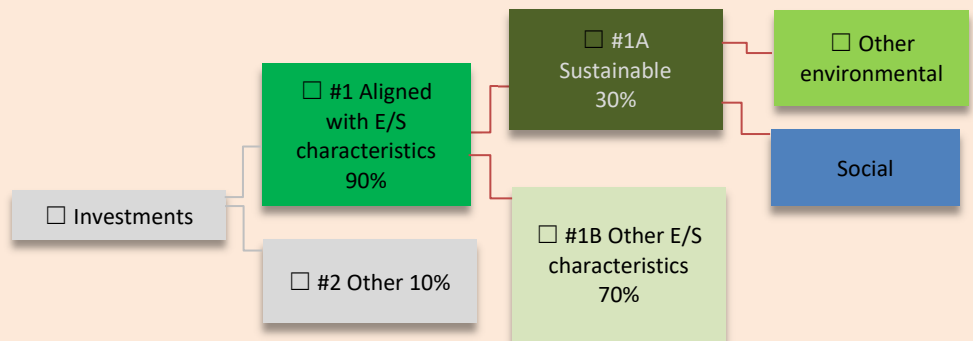 ☐ Investments
☐ #1 Aligned
with E/S
characteristics
90%
☐ #2 Other 10%
☐ #1A
Sustainable
30%
☐ #1B Other E/S
characteristics
70%
☐ Other
environmental
Social